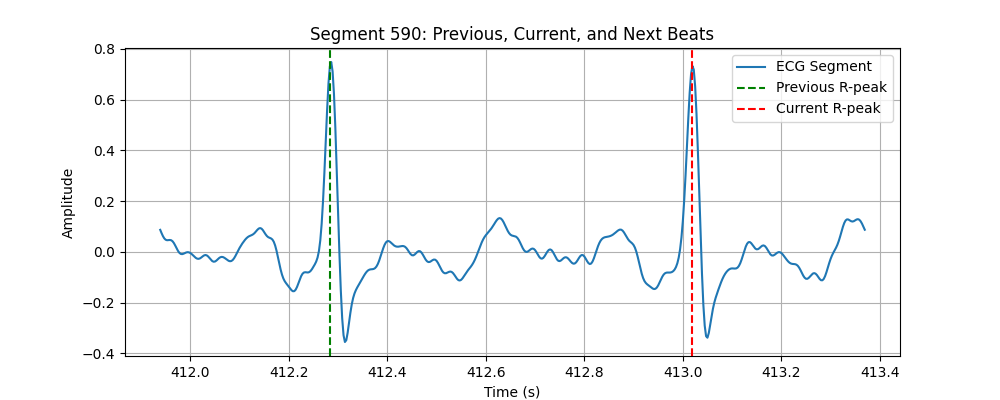 Segment 590: Previous, Current, and Next Beats
ECG Segment
Previous R-peak
Current R-peak
Amplitude
0.8
0.6
0.4
0.2
0.0
−0.2
−0.4
412.0 412.2 412.4 412.6 412.8 413.0 413.2 413.4
Time (s)